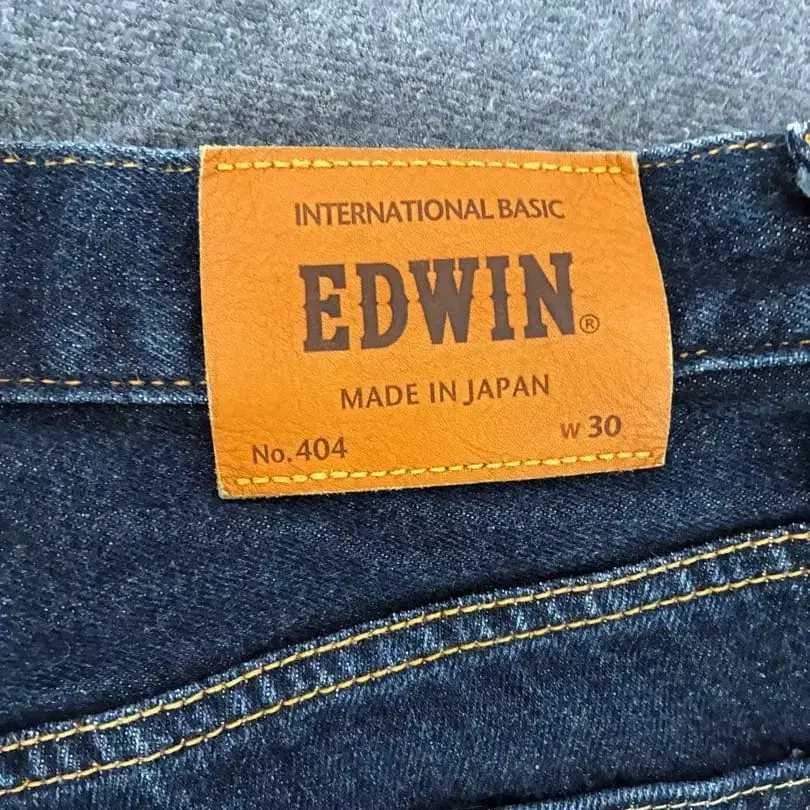 INTERNATIONAL BASIC
EDWIN®
MADE IN JAPAN
No.404 W 30